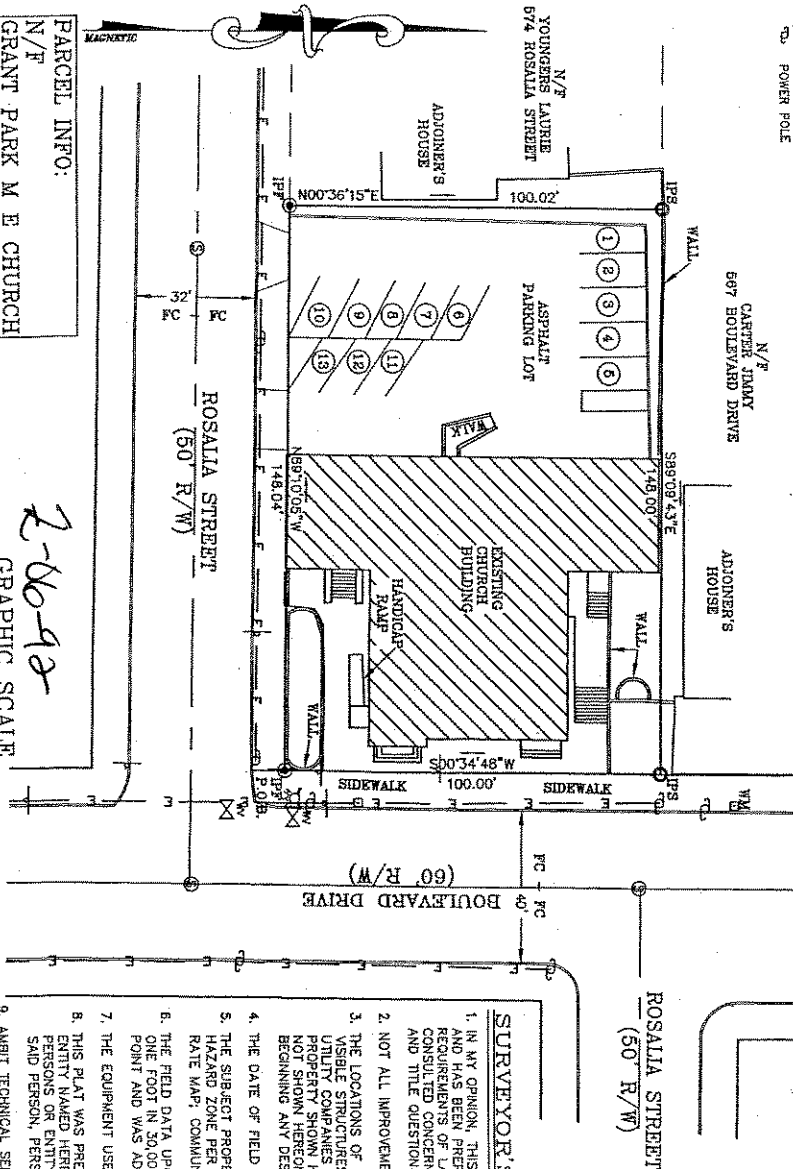 POWER POLE
N/F
CARTER JIMMY
567 BOULEVARD DRIVE
ADJOINER'S
HOUSE
N/F
YOUNGERS LAURIE
574 ROSALIA STREET
ADJOINER'S
HOUSE
MAGNETIC
IPS
WALL
S89°09'43"E
148.00'
WALL
IPS
N00°36'15"E
100.02'
IPF
1
2
3
4
5
6
7
8
9
10
11
12
13
ASPHALT
PARKING LOT
WALK
EXISTING
CHURCH
BUILDING
HANDICAP
RAMP
WALL
N89°10'05"W
148.04'
S00°34'48"W
100.00'
SIDEWALK
SIDEWALK
IPF
P.O.B.
WM
S
32'
FC
FC
ROSALIA STREET
(50' R/W)
S
FC
FC
40'
BOULEVARD DRIVE
(60' R/W)
S
ROSALIA STREET
(50' R/W)
PARCEL INFO:
N/F
GRANT PARK M E CHURCH
Z-06-92
GRAPHIC SCALE
SURVEYOR'S
1. IN MY OPINION, THIS
AND HAS BEEN PREP
REQUIREMENTS OF LA
CONSULTED CONCERN
AND TITLE QUESTION
2. NOT ALL IMPROVEME
3. THE LOCATIONS OF
VISIBLE STRUCTURES
UTILITY COMPANIES
PROPERTY SHOWN H
NOT SHOWN HEREON
BEGINNING ANY DES
4. THE DATE OF FIELD
5. THE SUBJECT PROPE
HAZARD ZONE PER
RATE MAP; COMMUN
6. THE FIELD DATA UPO
ONE FOOT IN 30,00
POINT AND WAS AD
7. THE EQUIPMENT USE
8. THIS PLAT WAS PRE
ENTITY NAMED HERE
PERSONS OR ENTITY
SAID PERSON, PERS
9. AMBIT TECHNICAL SE